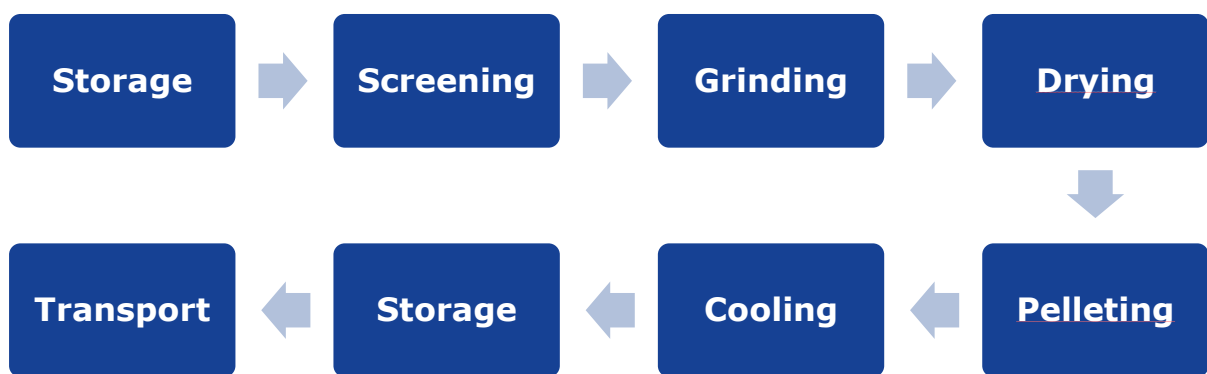 Storage
Screening
Grinding
Drying
Pelleting
Cooling
Storage
Transport